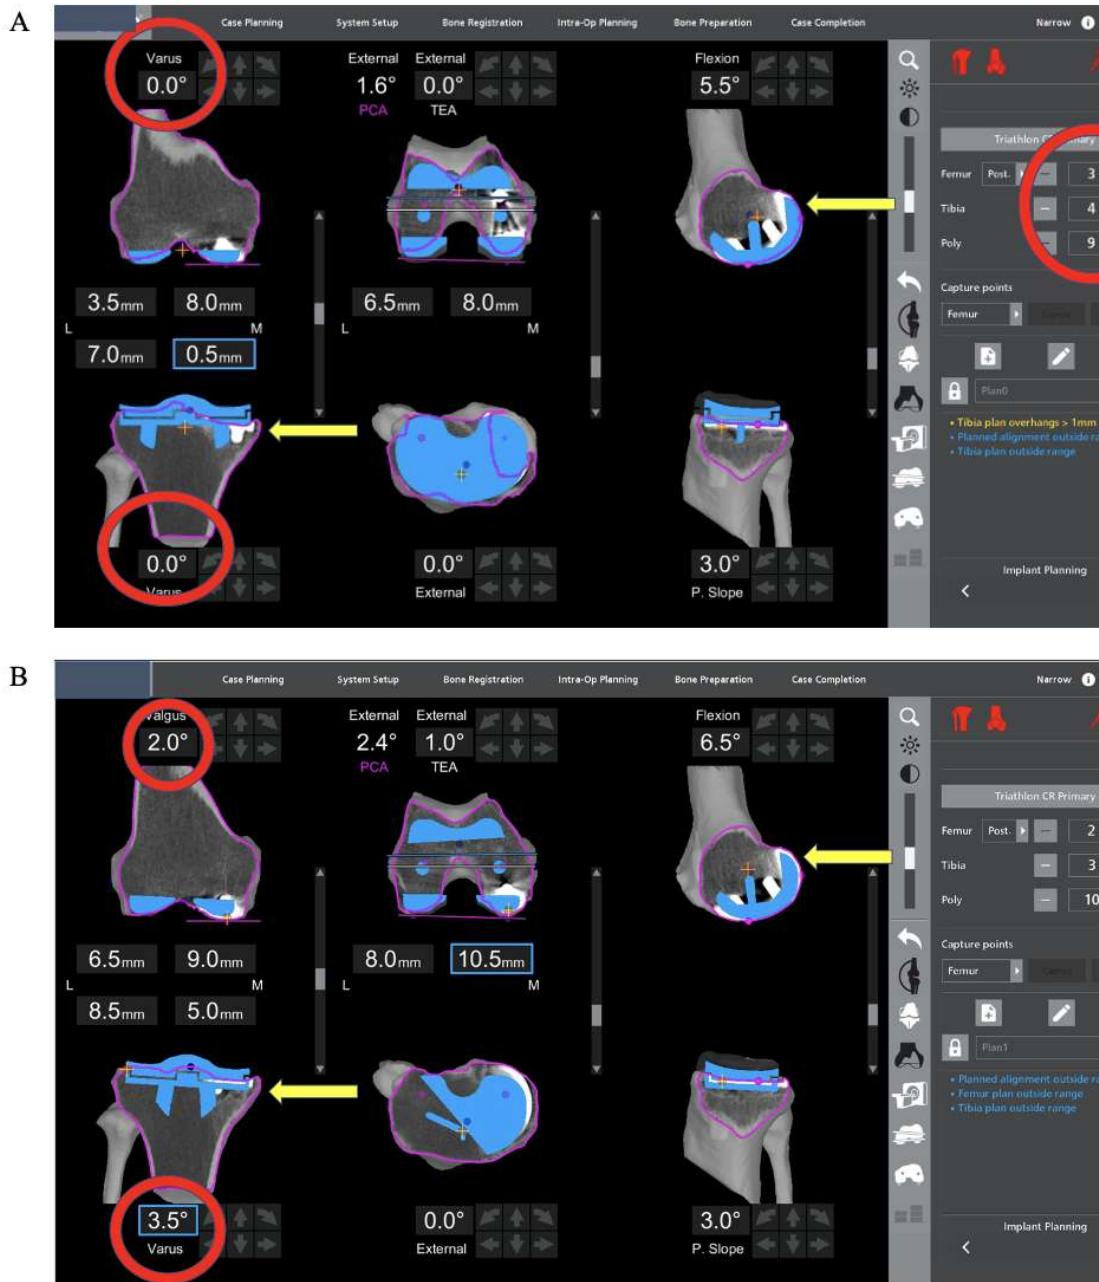 A
Case Planning System Setup Bone Registration Intra-Op Planning Bone Preparation Case Completion Narrow i
Varus External External Flexion
0.0° 1.6° 0.0° 5.5°
PCA TEA
Triathlon CR Primary
Femur Post. 3
Tibia 4
Poly 9
3.5mm 8.0mm 6.5mm 8.0mm
L M
7.0mm 0.5mm
Capture points
Femur
Plan0
• Tibia plan overhangs > 1mm
• Planned alignment outside ra
• Tibia plan outside range
0.0° 0.0° 3.0°
Varus External P. Slope
Implant Planning
B
Case Planning System Setup Bone Registration Intra-Op Planning Bone Preparation Case Completion Narrow i
Valgus External External Flexion
2.0° 2.4° 1.0° 6.5°
PCA TEA
Triathlon CR Primary
Femur Post. 2
Tibia 3
Poly 10
6.5mm 9.0mm 8.0mm 10.5mm
L M L M
8.5mm 5.0mm
Capture points
Femur
Plan1
• Planned alignment outside ra
• Femur plan outside range
• Tibia plan outside range
3.5° 0.0° 3.0°
Varus External P. Slope
Implant Planning